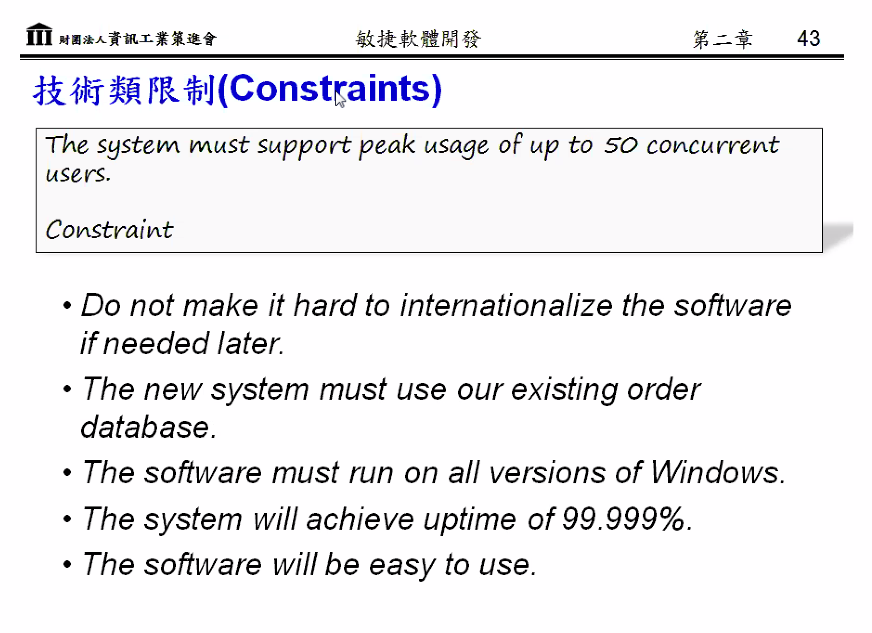 財團法人資訊工業策進會 敏捷軟體開發 第二章 43
技術類限制(Constraints)
The system must support peak usage of up to 50 concurrent
users.
Constraint
• Do not make it hard to internationalize the software
if needed later.
• The new system must use our existing order
database.
• The software must run on all versions of Windows.
• The system will achieve uptime of 99.999%.
• The software will be easy to use.